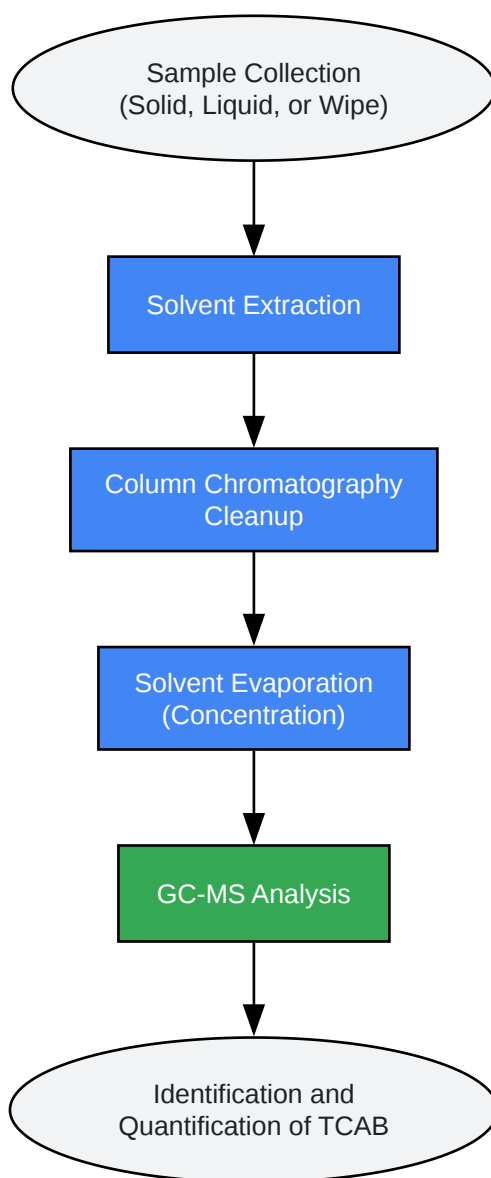 Sample Collection
(Solid, Liquid, or Wipe)
Solvent Extraction
Column Chromatography
Cleanup
Solvent Evaporation
(Concentration)
GC-MS Analysis
Identification and
Quantification of TCAB